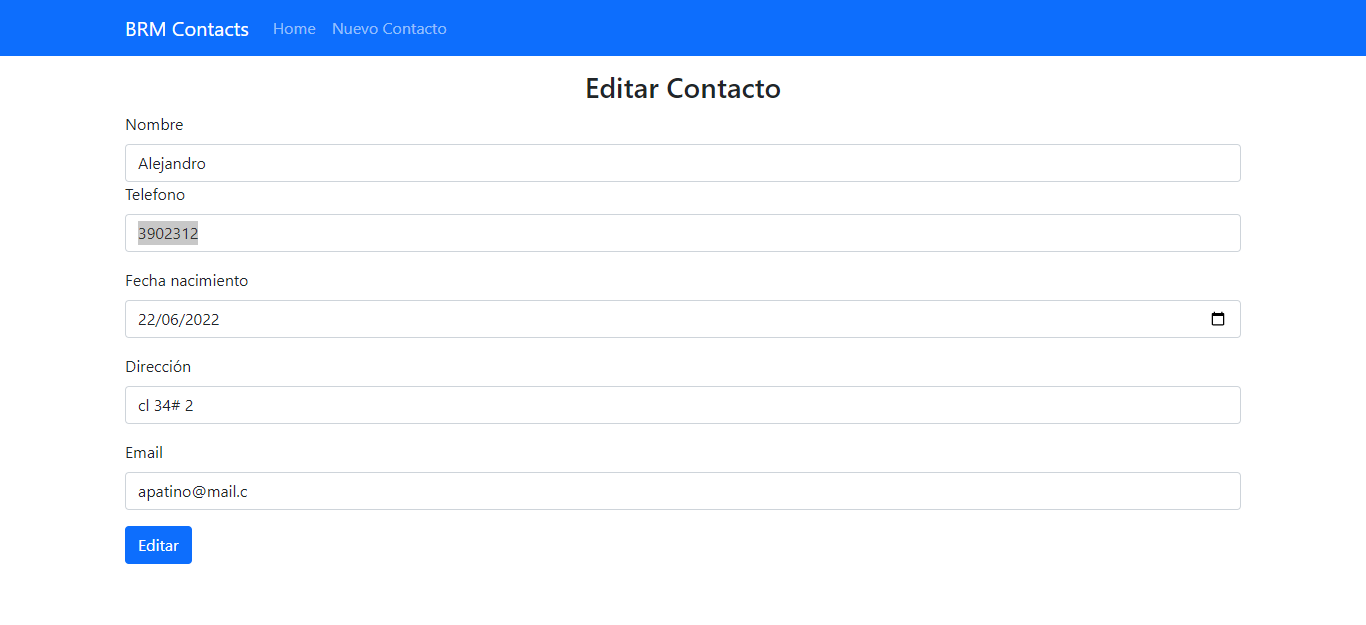 BRM Contacts Home Nuevo Contacto
Editar Contacto
Nombre
Alejandro
Telefono
3902312
Fecha nacimiento
22/06/2022
Dirección
cl 34# 2
Email
apatino@mail.c
Editar